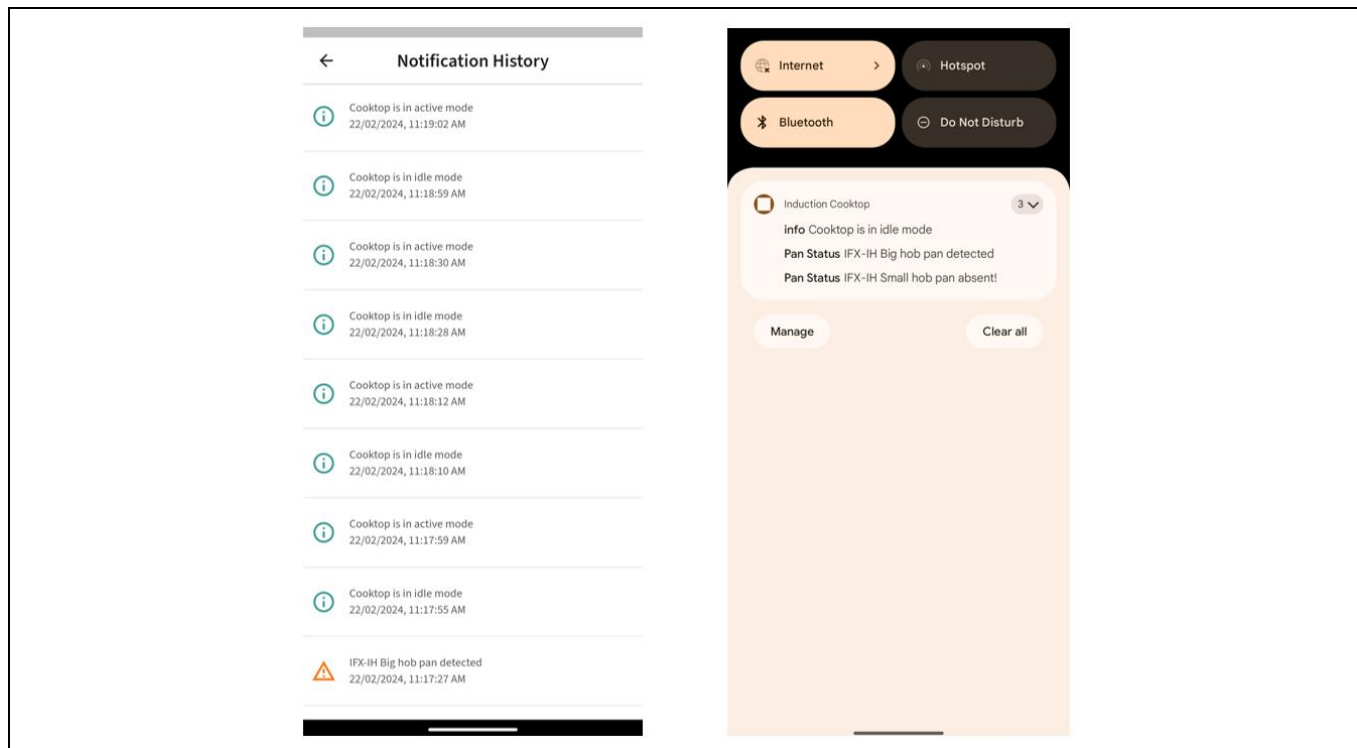 Notification History
Cooktop is in active mode
22/02/2024, 11:19:02 AM
Cooktop is in idle mode
22/02/2024, 11:18:59 AM
Cooktop is in active mode
22/02/2024, 11:18:30 AM
Cooktop is in idle mode
22/02/2024, 11:18:28 AM
Cooktop is in active mode
22/02/2024, 11:18:12 AM
Cooktop is in idle mode
22/02/2024, 11:18:10 AM
Cooktop is in active mode
22/02/2024, 11:17:59 AM
Cooktop is in idle mode
22/02/2024, 11:17:55 AM
IFX-IH Big hob pan detected
22/02/2024, 11:17:27 AM
Internet
Hotspot
Bluetooth
Do Not Disturb
Induction Cooktop
3
info Cooktop is in idle mode
Pan Status IFX-IH Big hob pan detected
Pan Status IFX-IH Small hob pan absent!
Manage
Clear all